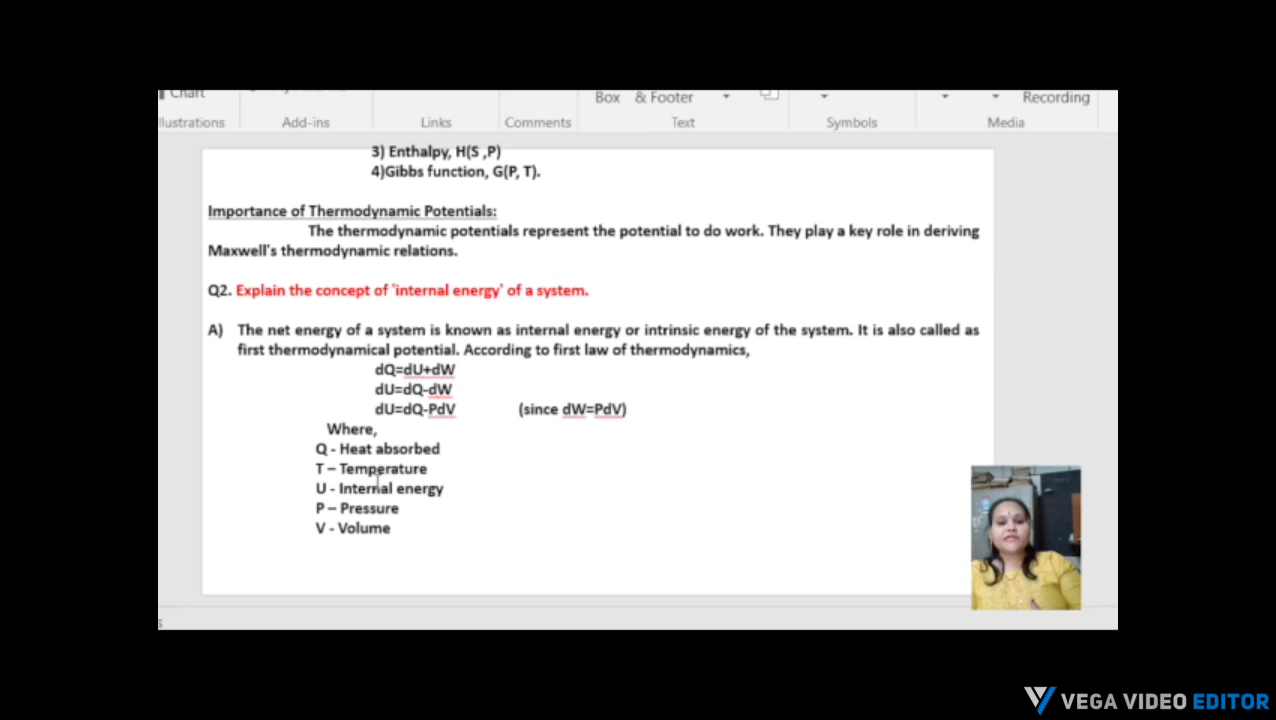 Chart
Box & Footer
Recording
llustrations
Add-ins
Links
Comments
Text
Symbols
Media
3) Enthalpy, H(S ,P)
4)Gibbs function, G(P, T).
Importance of Thermodynamic Potentials:
The thermodynamic potentials represent the potential to do work. They play a key role in deriving
Maxwell's thermodynamic relations.
Q2. Explain the concept of 'internal energy' of a system.
A) The net energy of a system is known as internal energy or intrinsic energy of the system. It is also called as
first thermodynamical potential. According to first law of thermodynamics,
dQ=dU+dW
dU=dQ-dW
dU=dQ-PdV (since dW=PdV)
Where,
Q - Heat absorbed
T – Temperature
U - Internal energy
P – Pressure
V - Volume
VEGA VIDEO EDITOR